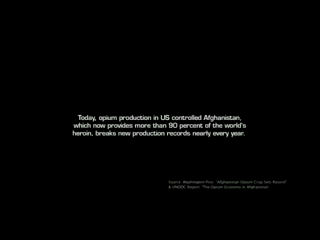 Today, opium production in US controlled Afghanistan,
which now provides more than 90 percent of the world's
heroin, breaks new production records nearly every year.
Source: Washington Post: "Afghanistan Opium Crop Sets Record"
& UNODC Report: "The Opium Economy in Afghanistan"